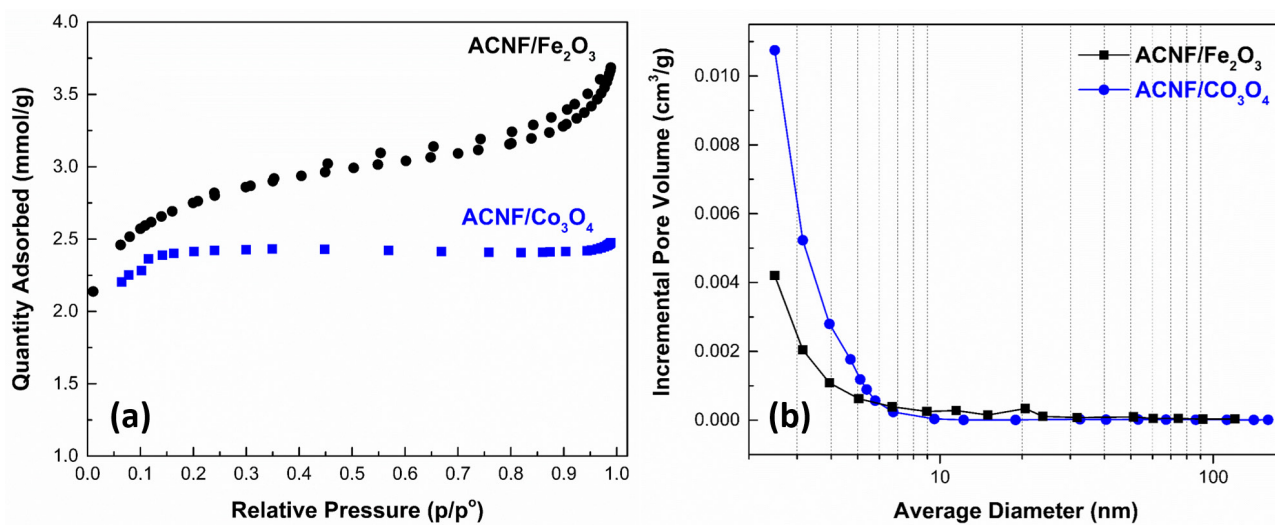 4.0
3.5
3.0
2.5
2.0
1.5
1.0
Quantity Adsorbed (mmol/g)
ACNF/Fe₂O₃
ACNF/Co₃O₄
(a)
0.0 0.1 0.2 0.3 0.4 0.5 0.6 0.7 0.8 0.9 1.0
Relative Pressure (p/p°)
0.010
0.008
0.006
0.004
0.002
0.000
Incremental Pore Volume (cm³/g)
ACNF/Fe₂O₃
ACNF/CO₃O₄
(b)
10 100
Average Diameter (nm)